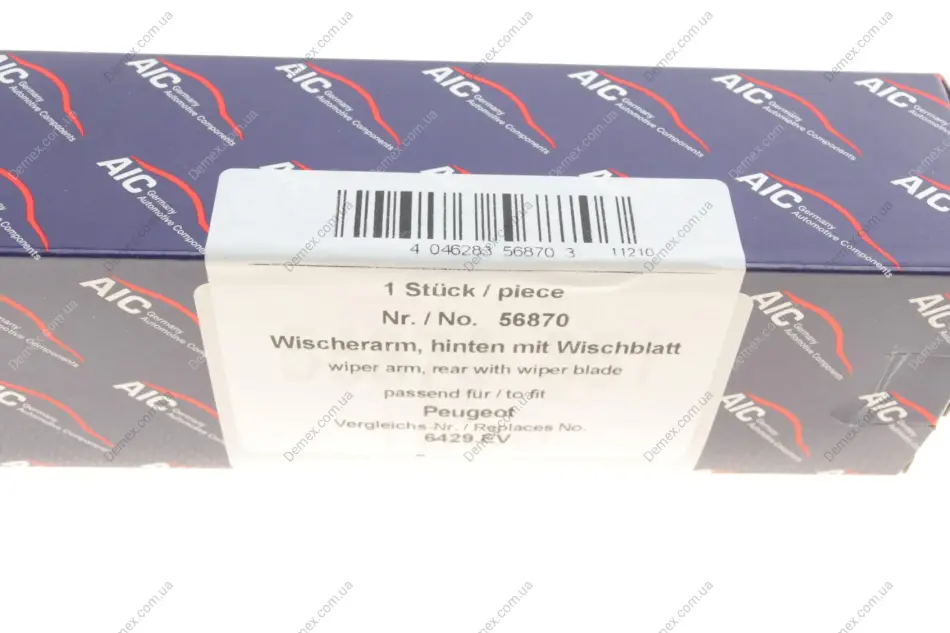 AIC Germany
Automotive Components
4 046283 56870 3 11210
1 Stück / piece
Nr. / No. 56870
Wischerarm, hinten mit Wischblatt
wiper arm, rear with wiper blade
passend für / to fit
Peugeot
Vergleichs-Nr. / Replaces No.
6429.EV
Demex.com.ua